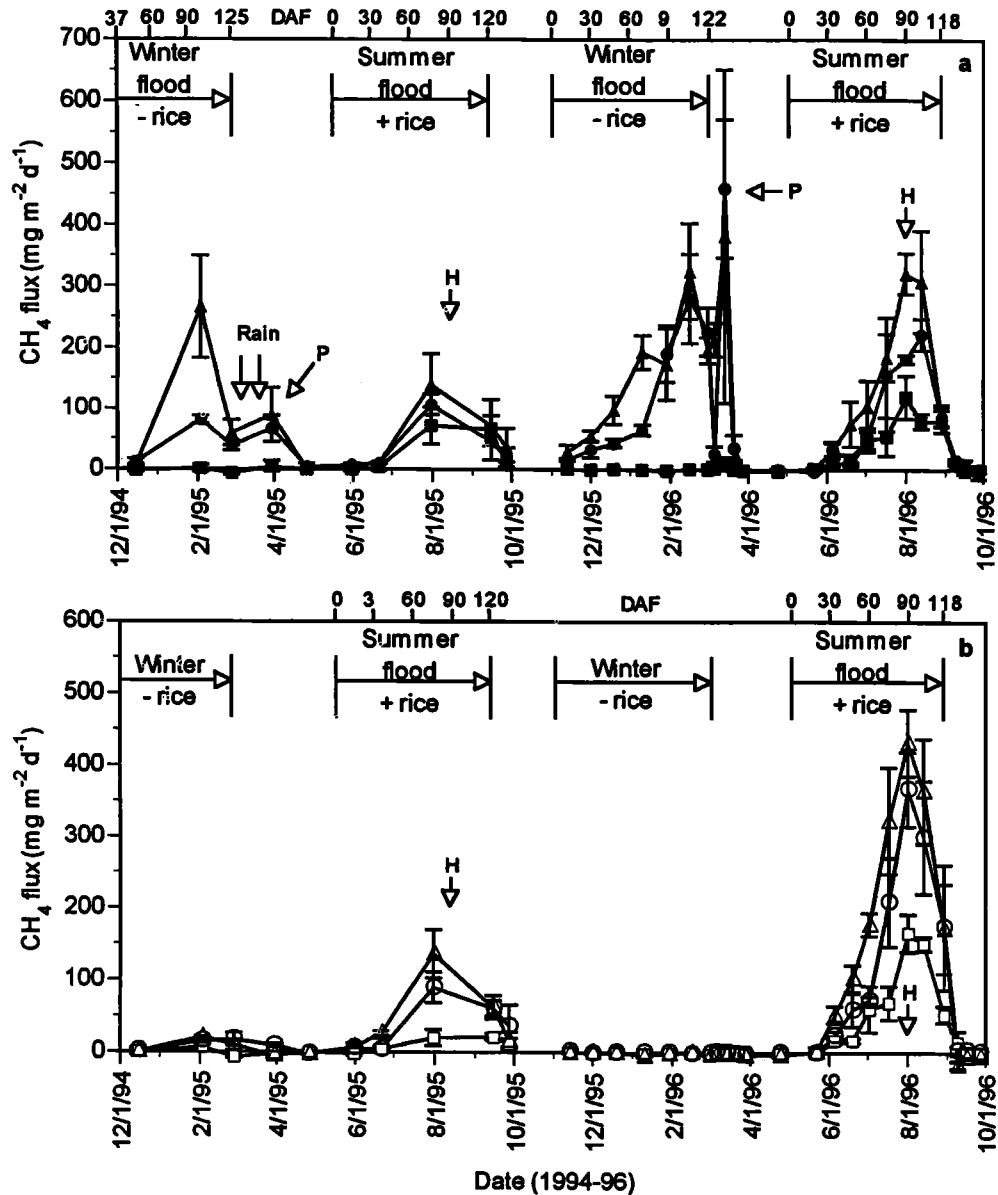 37 60 90 125 DAF 0 30 60 90 120 0 30 60 9 122 0 30 60 90 118
700
600
500
400
300
200
100
0
CH4 flux (mg m-2 d-1)
Winter
flood
- rice
Summer
flood
+ rice
Winter
flood
- rice
Summer
flood
+ rice
a
Rain
P
H
P
H
12/1/94 2/1/95 4/1/95 6/1/95 8/1/95 10/1/95 12/1/95 2/1/96 4/1/96 6/1/96 8/1/96 10/1/96
0 3 60 90 120 DAF 0 30 60 90 118
600
500
400
300
200
100
0
CH4 flux (mg m-2 d-1)
Winter
- rice
Summer
flood
+ rice
Winter
- rice
Summer
flood
+ rice
b
H
H
12/1/94 2/1/95 4/1/95 6/1/95 8/1/95 10/1/95 12/1/95 2/1/96 4/1/96 6/1/96 8/1/96 10/1/96
Date (1994-96)